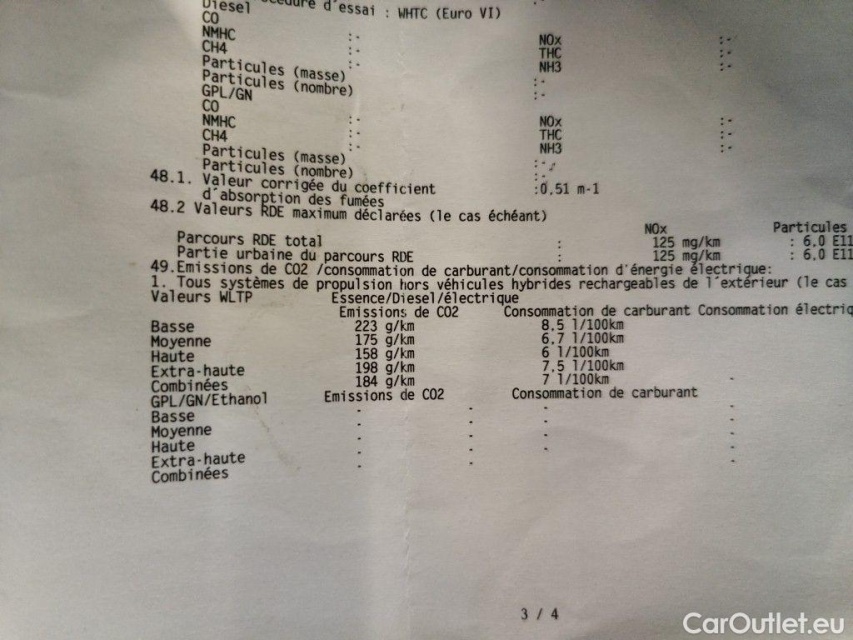 Diesel cédure d'essai : WHTC (Euro VI)
CO
NMHC :- NOx :-
CH4 :- THC :-
Particules (masse) :- NH3 :-
Particules (nombre) :-
GPL/GN :-
CO
NMHC :- NOx :-
CH4 :- THC :-
Particules (masse) :- NH3 :-
Particules (nombre) :-
48.1. Valeur corrigée du coefficient :0,51 m-1
d'absorption des fumées
48.2 Valeurs RDE maximum déclarées (le cas échéant)
NOx Particules
Parcours RDE total : 125 mg/km : 6.0 E11
Partie urbaine du parcours RDE : 125 mg/km : 6.0 E11
49.Emissions de CO2 /consommation de carburant/consommation d'énergie électrique:
1. Tous systèmes de propulsion hors véhicules hybrides rechargeables de l'extérieur (le cas
Valeurs WLTP Essence/Diesel/électrique
Emissions de CO2 Consommation de carburant Consommation électriq
Basse 223 g/km 8.5 l/100km
Moyenne 175 g/km 6.7 l/100km
Haute 158 g/km 6 l/100km
Extra-haute 198 g/km 7.5 l/100km
Combinées 184 g/km 7 l/100km -
GPL/GN/Ethanol Emissions de CO2 Consommation de carburant
Basse - - - -
Moyenne - - - -
Haute - - - -
Extra-haute - - - -
Combinées - - - -
3 / 4
CarOutlet.eu